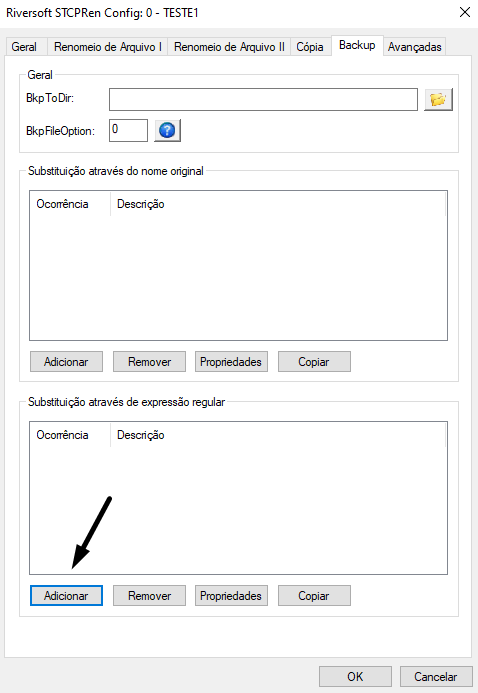 Riversoft STCPRen Config: 0 - TESTE1
Geral Renomeio de Arquivo I Renomeio de Arquivo II Cópia Backup Avançadas
Geral
BkpToDir:
BkpFileOption: 0
Substituição através do nome original
Ocorrência Descrição
Adicionar Remover Propriedades Copiar
Substituição através de expressão regular
Ocorrência Descrição
Adicionar Remover Propriedades Copiar
OK Cancelar